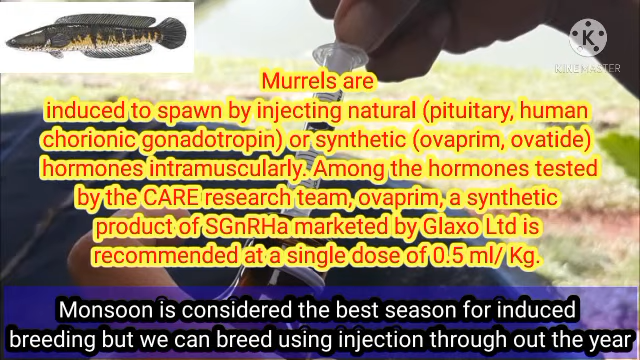 KINEMASTER
Murrels are
induced to spawn by injecting natural (pituitary, human
chorionic gonadotropin) or synthetic (ovaprim, ovatide)
hormones intramuscularly. Among the hormones tested
by the CARE research team, ovaprim, a synthetic
product of SGnRHa marketed by Glaxo Ltd is
recommended at a single dose of 0.5 ml/ Kg.
Monsoon is considered the best season for induced
breeding but we can breed using injection through out the year